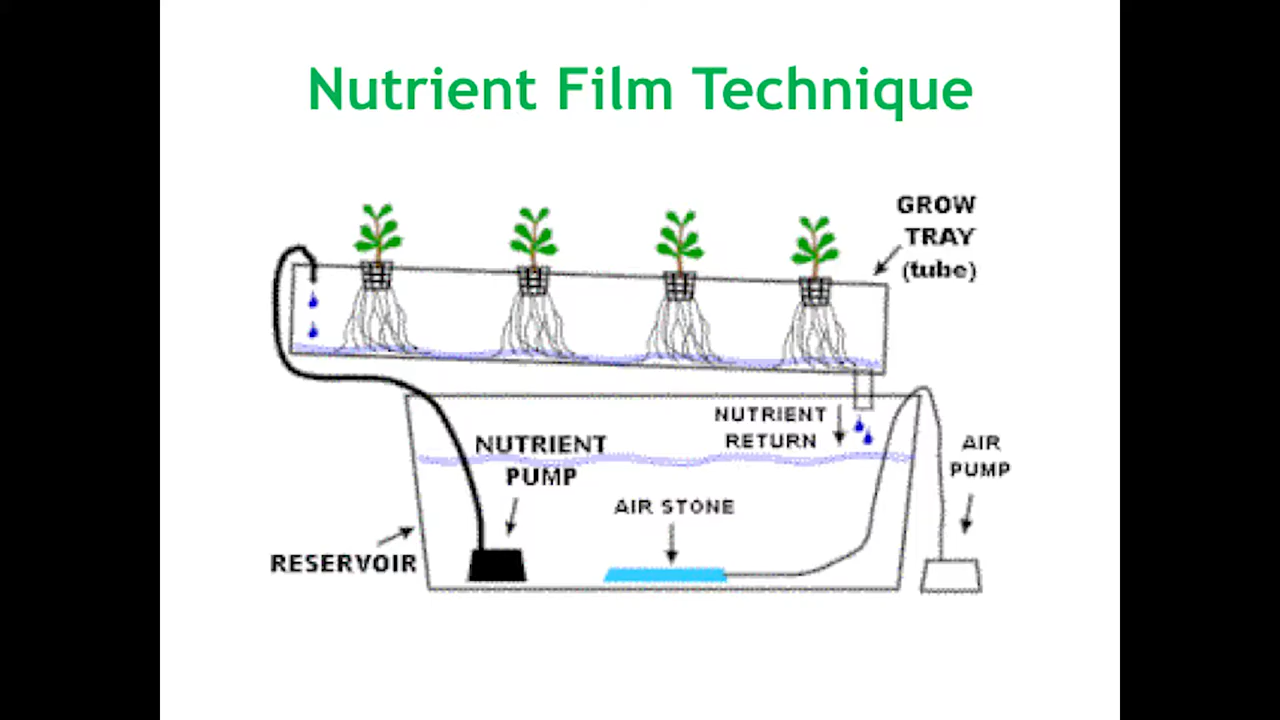 Nutrient Film Technique
GROW
TRAY
(tube)
NUTRIENT
RETURN
NUTRIENT
PUMP
AIR
PUMP
AIR STONE
RESERVOIR